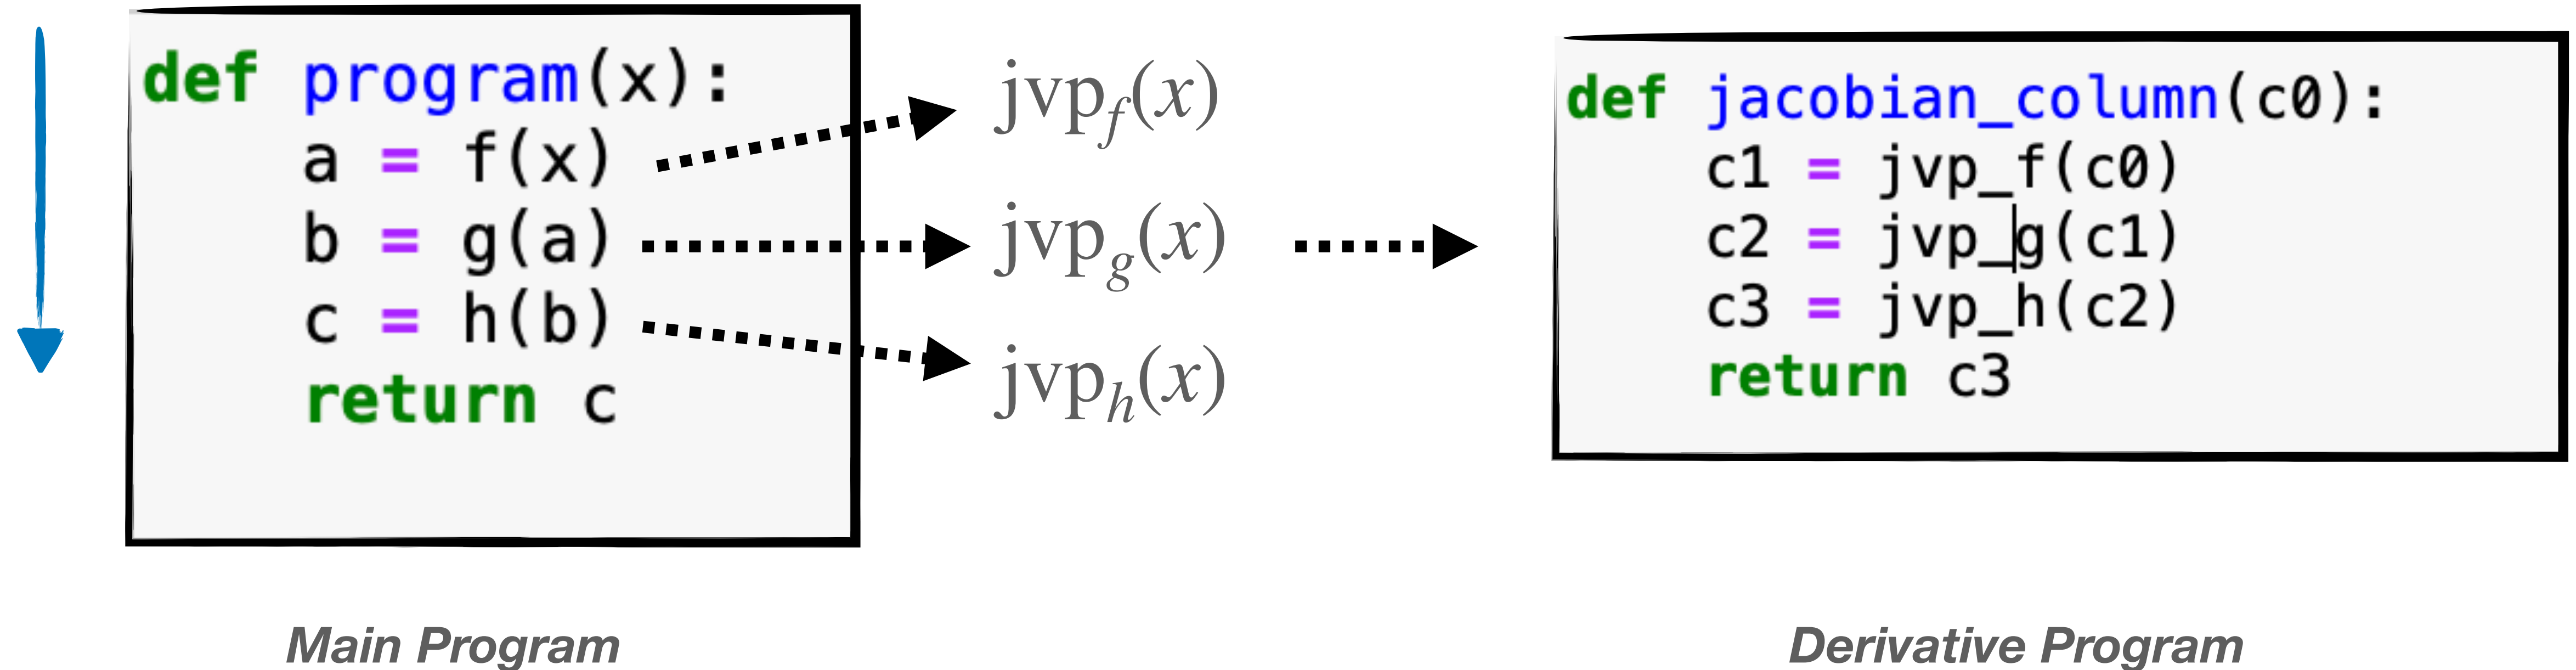 def program(x):
    a = f(x)
    b = g(a)
    c = h(b)
    return c
jvp_f(x)
jvp_g(x)
jvp_h(x)
def jacobian_column(c0):
    c1 = jvp_f(c0)
    c2 = jvp_g(c1)
    c3 = jvp_h(c2)
    return c3
Main Program
Derivative Program